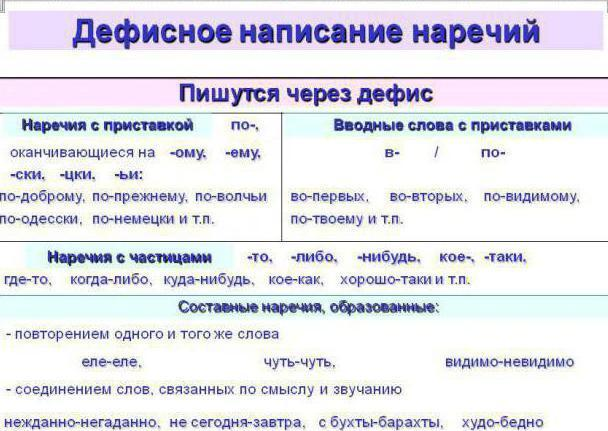 Дефисное написание наречий
Пишутся через дефис
Наречия с приставкой по-,
оканчивающиеся на -ому, -ему,
-ски, -цки, -ьи:
по-доброму, по-прежнему, по-волчьи
по-одесски, по-немецки и т.п.
Вводные слова с приставками
в- / по-
во-первых, во-вторых, по-видимому,
по-твоему и т.п.
Наречия с частицами -то, -либо, -нибудь, кое-, -таки,
где-то, когда-либо, куда-нибудь, кое-как, хорошо-таки и т.п.
Составные наречия, образованные:
- повторением одного и того же слова
еле-еле, чуть-чуть, видимо-невидимо
- соединением слов, связанных по смыслу и звучанию
нежданно-негаданно, не сегодня-завтра, с бухты-барахты, худо-бедно